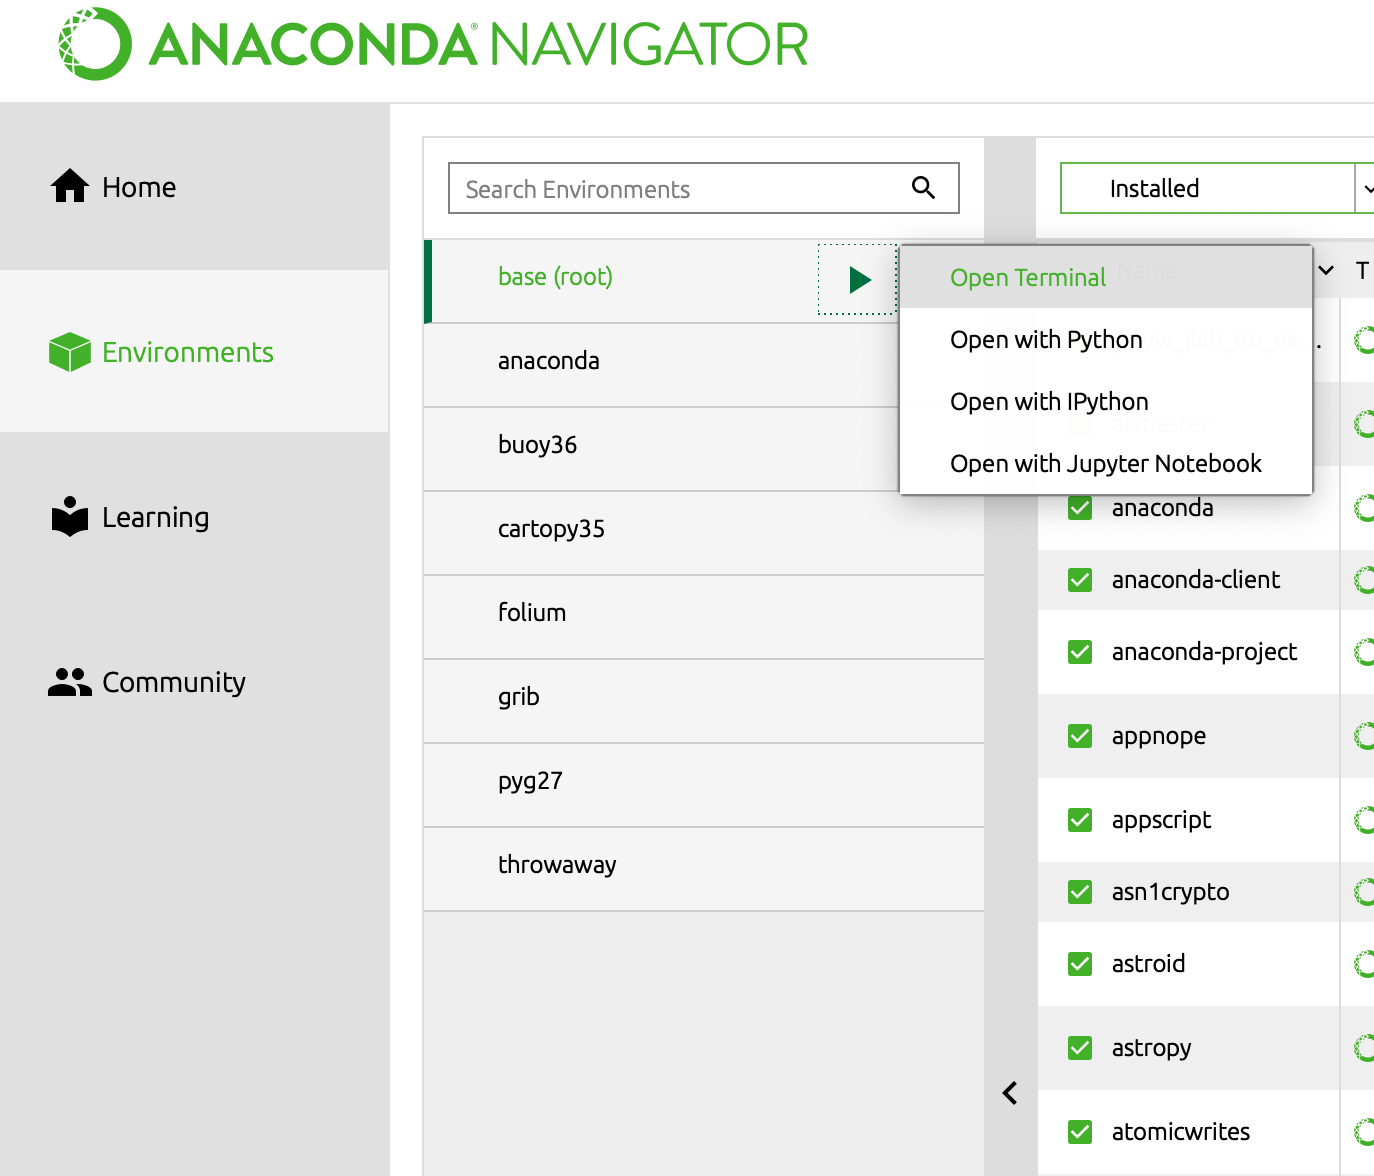 ANACONDA® NAVIGATOR
Home
Environments
Learning
Community
Search Environments
base (root)
anaconda
buoy36
cartopy35
folium
grib
pyg27
throwaway
Open Terminal
Open with Python
Open with IPython
Open with Jupyter Notebook
Installed
Name
T
alabaster
anaconda
anaconda-client
anaconda-project
appnope
appscript
asn1crypto
astroid
astropy
atomicwrites